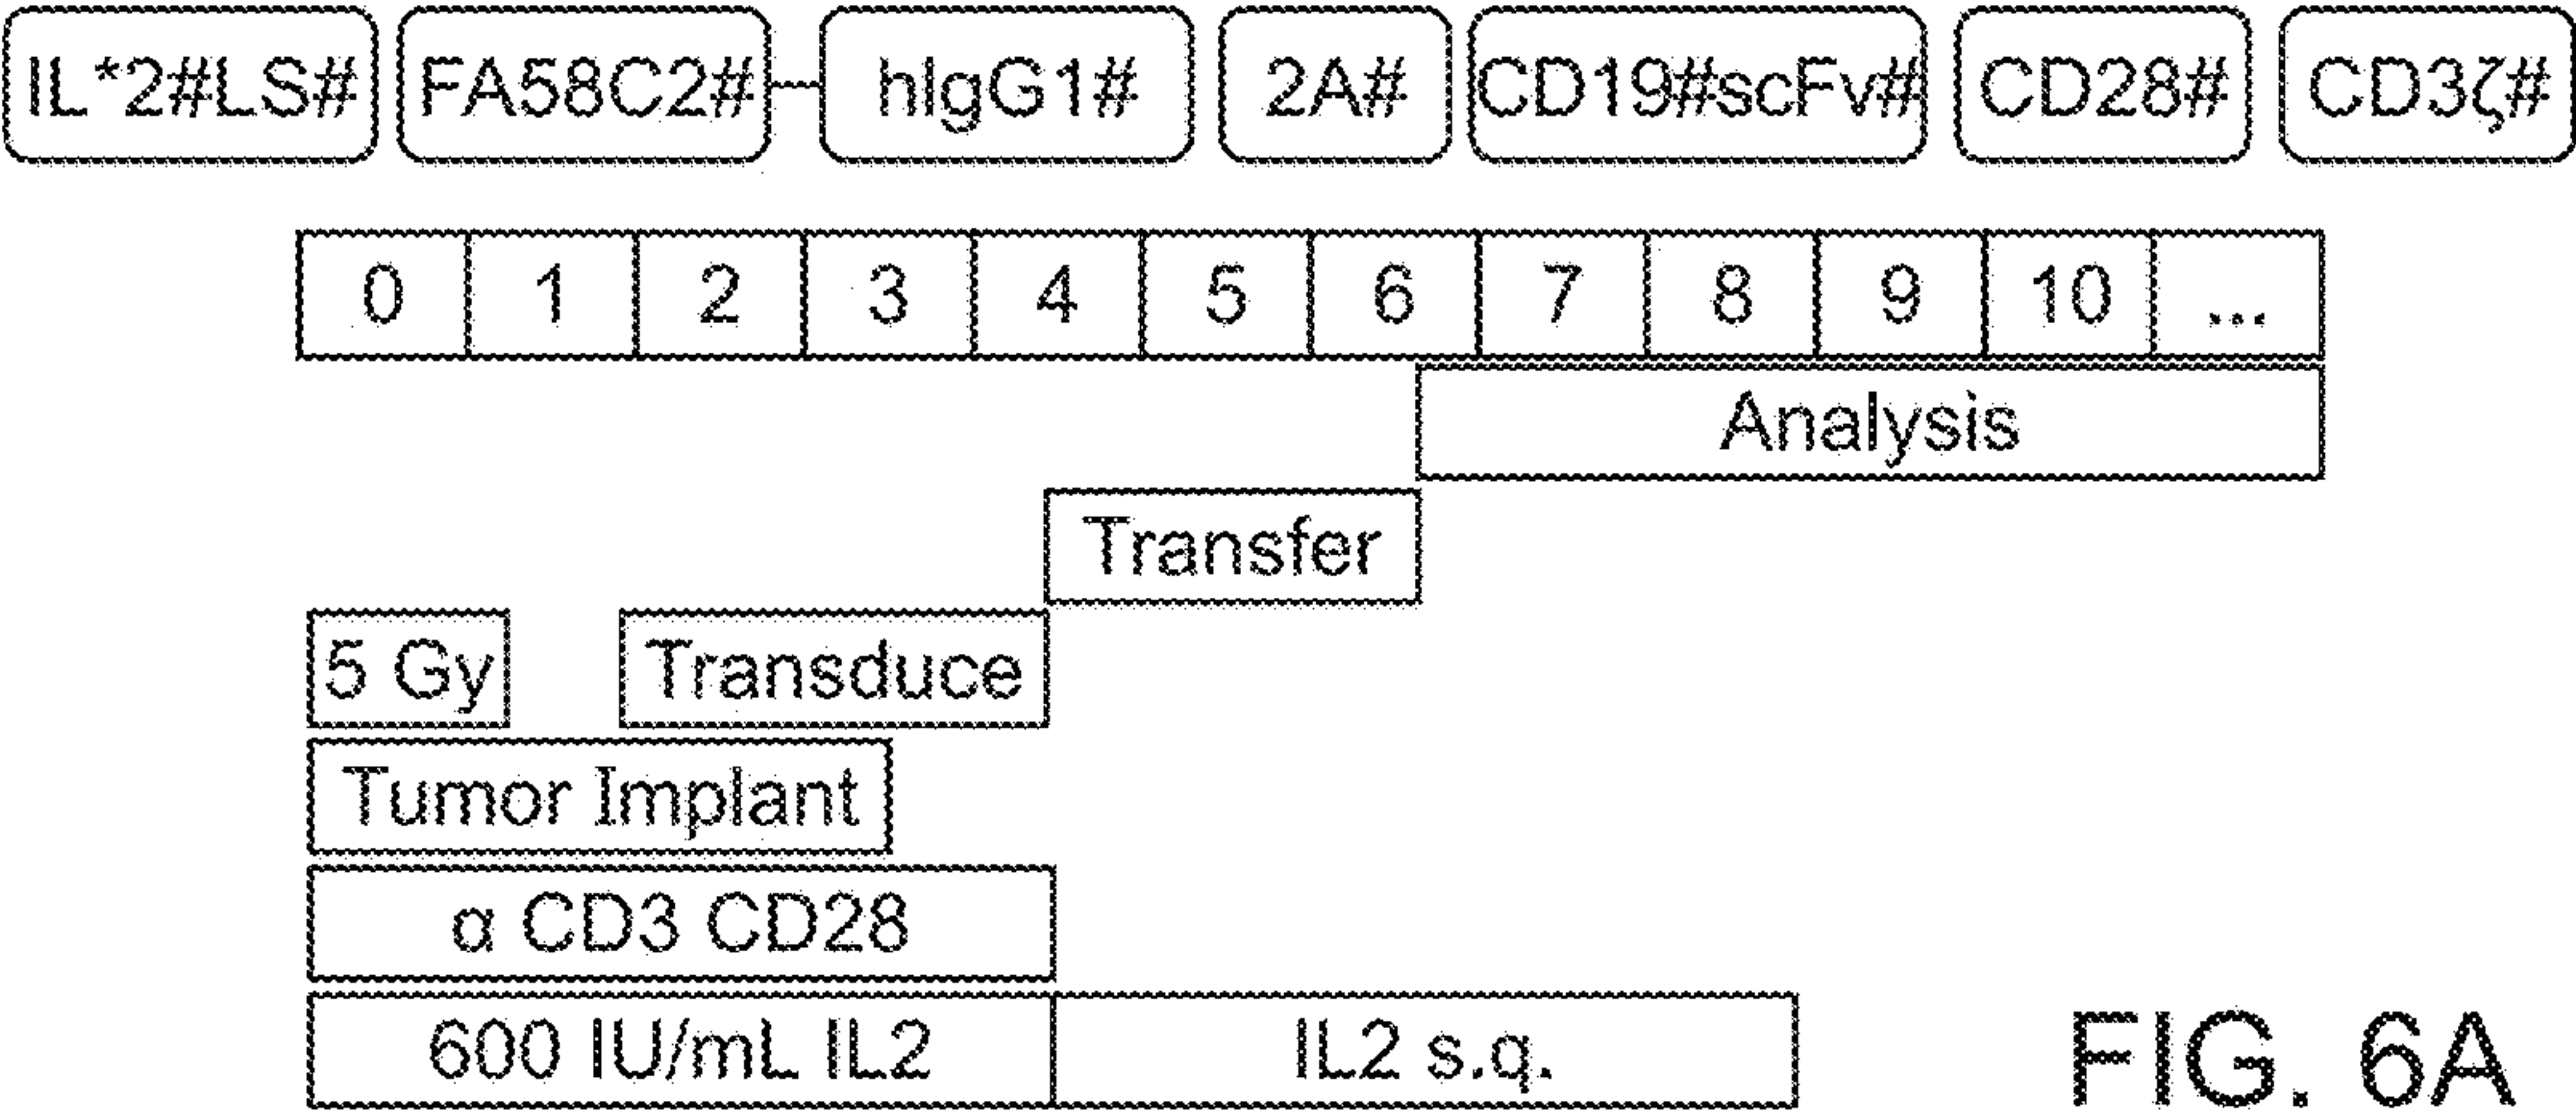 IL*2#LS# FA58C2# hIgG1# 2A# CD19#scFv# CD28# CD3ζ#
0 1 2 3 4 5 6 7 8 9 10 ...
Analysis
Transfer
5 Gy Transduce
Tumor Implant
α CD3 CD28
600 IU/mL IL2 IL2 s.q.
FIG. 6A